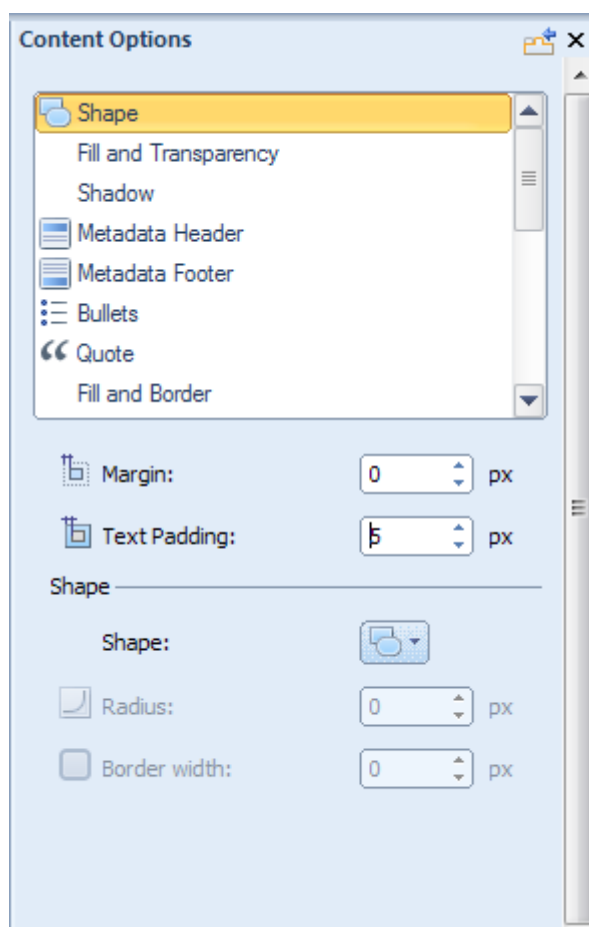 Content Options
Shape
Fill and Transparency
Shadow
Metadata Header
Metadata Footer
Bullets
Quote
Fill and Border
Margin: 0 px
Text Padding: 5 px
Shape
Shape:
Radius: 0 px
Border width: 0 px